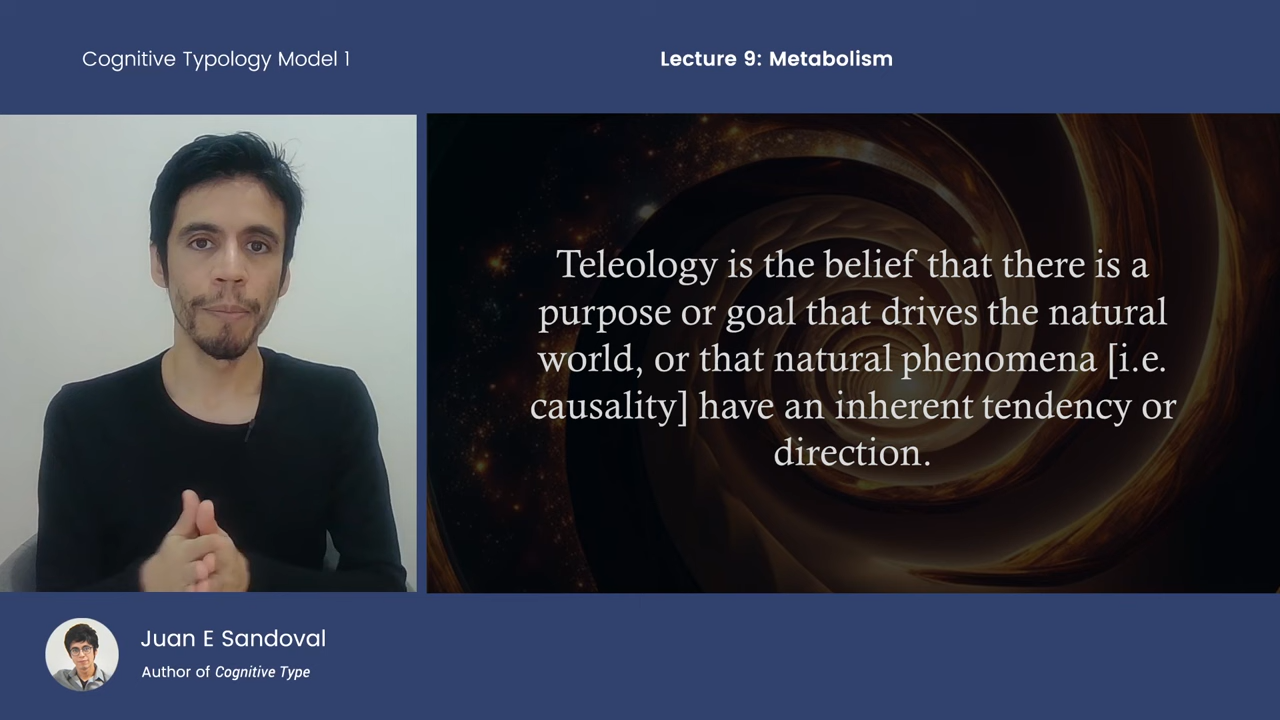 Cognitive Typology Model 1
Lecture 9: Metabolism
Teleology is the belief that there is a
purpose or goal that drives the natural
world, or that natural phenomena [i.e.
causality] have an inherent tendency or
direction.
Juan E Sandoval
Author of Cognitive Type